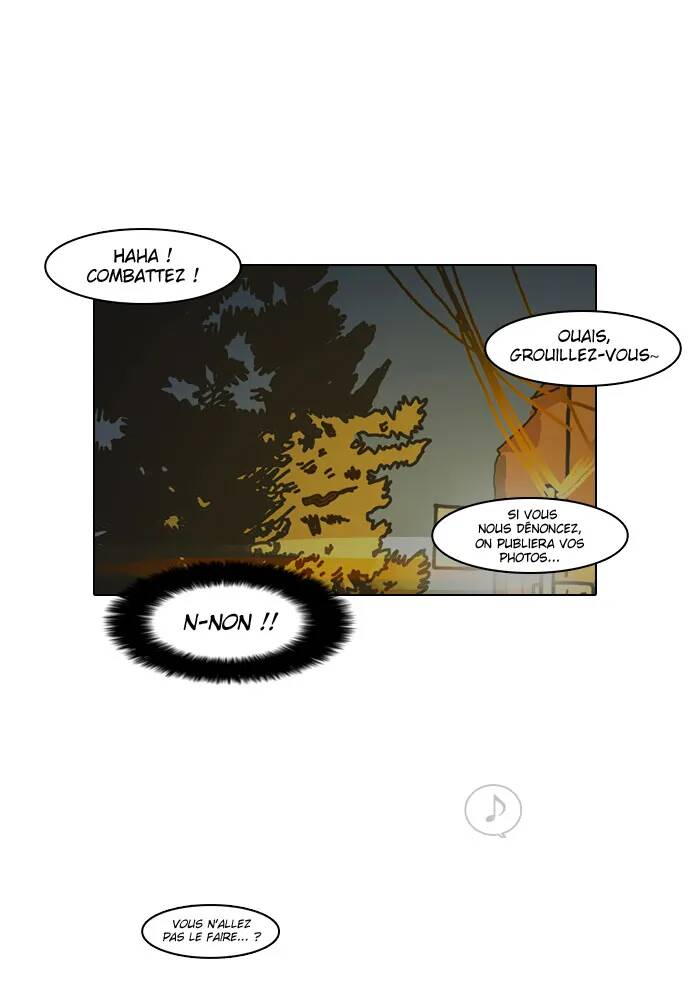 HAHA !
COMBATTEZ !
OUAIS,
GROUILLEZ-VOUS~
SI VOUS
NOUS DÉNONCEZ,
ON PUBLIERA VOS
PHOTOS...
N-NON !!
VOUS N'ALLEZ
PAS LE FAIRE... ?